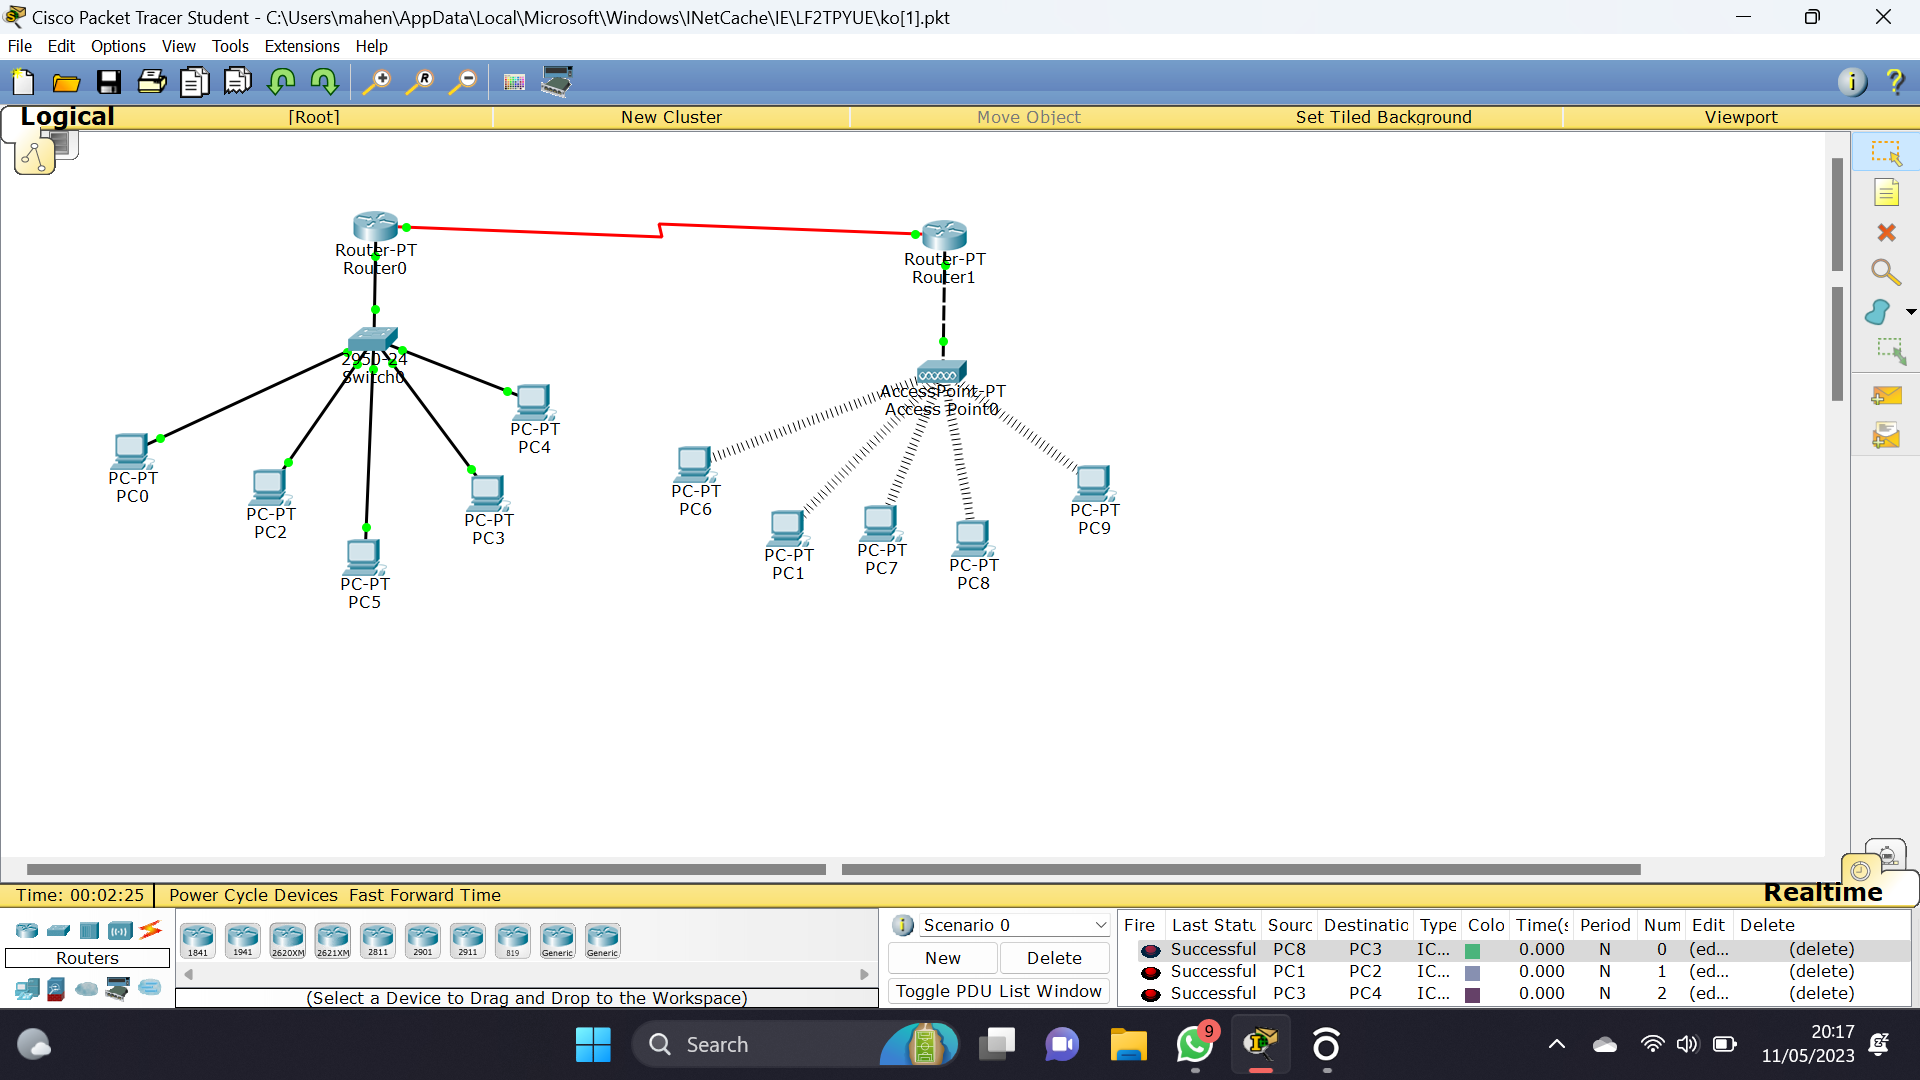 Cisco Packet Tracer Student - C:\Users\mahen\AppData\Local\Microsoft\Windows\INetCache\IE\LF2TPYUE\ko[1].pkt
File Edit Options View Tools Extensions Help
Logical [Root] New Cluster Move Object Set Tiled Background Viewport
Router-PT
Router0
Router-PT
Router1
2950-24
Switch0
AccessPoint-PT
Access Point0
PC-PT
PC4
PC-PT
PC0
PC-PT
PC2
PC-PT
PC3
PC-PT
PC5
PC-PT
PC6
PC-PT
PC1
PC-PT
PC7
PC-PT
PC8
PC-PT
PC9
Time: 00:02:25 Power Cycle Devices Fast Forward Time Realtime
Routers
1841 1941 2620XM 2621XM 2811 2901 2911 819 Generic Generic
(Select a Device to Drag and Drop to the Workspace)
Scenario 0
New Delete
Toggle PDU List Window
Fire Last Statu Sourc Destinatic Type Colo Time(s Period Num Edit Delete
Successful PC8 PC3 IC... 0.000 N 0 (ed... (delete)
Successful PC1 PC2 IC... 0.000 N 1 (ed... (delete)
Successful PC3 PC4 IC... 0.000 N 2 (ed... (delete)
Search
9
20:17
11/05/2023